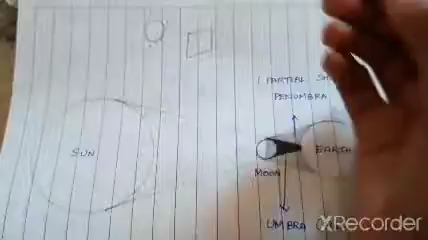 ( PARTIAL
PENUMBRA
SUN
EARTH
MOON
UMBRA
XRecorder